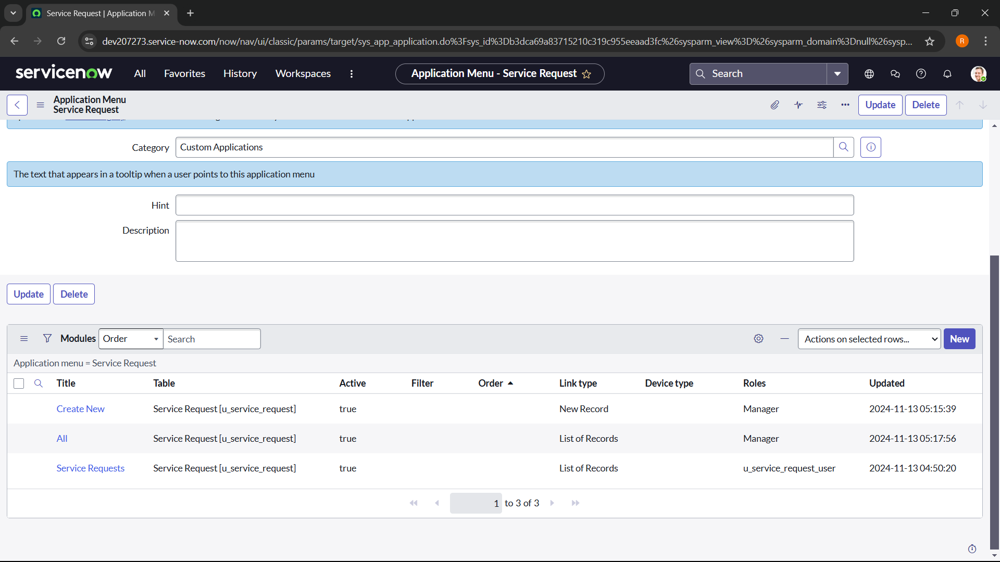 Service Request | Application M
dev207273.service-now.com/now/nav/ui/classic/params/target/sys_app_application.do%3Fsys_id%3Db3dca69a83715210c319c955eeaad3fc%26sysparm_view%3D%26sysparm_domain%3Dnull%26sysp...
R
servicenow All Favorites History Workspaces Application Menu - Service Request Search
Application Menu
Service Request
Update Delete
Category Custom Applications
The text that appears in a tooltip when a user points to this application menu
Hint
Description
Update Delete
Modules Order Search Actions on selected rows... New
Application menu = Service Request
Title Table Active Filter Order Link type Device type Roles Updated
Create New Service Request [u_service_request] true New Record Manager 2024-11-13 05:15:39
All Service Request [u_service_request] true List of Records Manager 2024-11-13 05:17:56
Service Requests Service Request [u_service_request] true List of Records u_service_request_user 2024-11-13 04:50:20
1 to 3 of 3